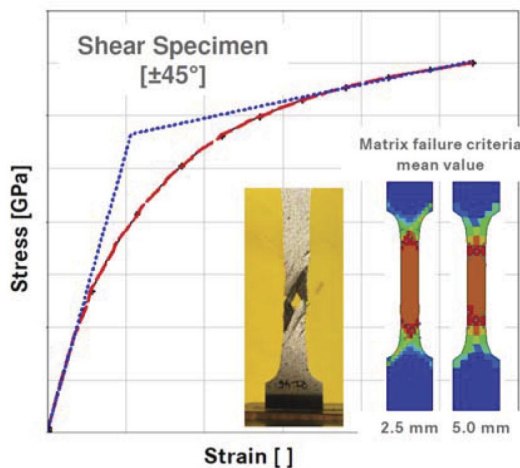 Shear Specimen
[±45°]
Stress [GPa]
Matrix failure criteria
mean value
2.5 mm
5.0 mm
Strain [ ]